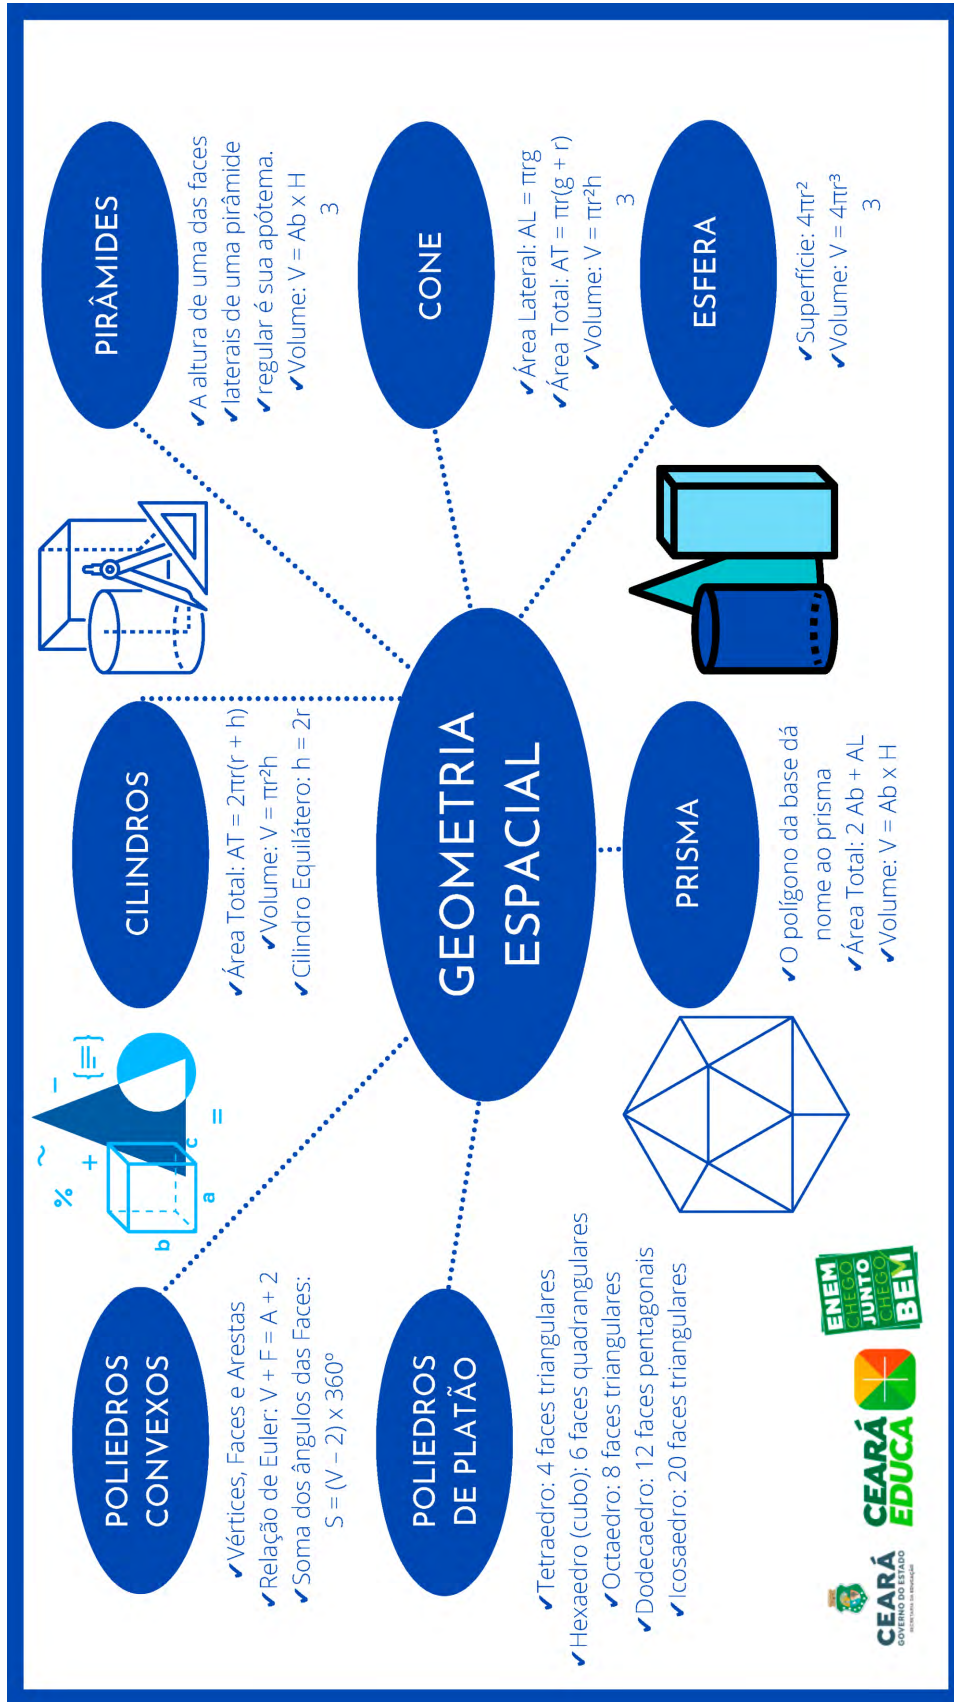 POLIEDROS
CONVEXOS
✔Vértices, Faces e Arestas
✔Relação de Euler: V + F = A + 2
✔Soma dos ângulos das Faces:
S = (V – 2) x 360º
CILINDROS
✔Área Total: AT = 2πr(r + h)
✔Volume: V = πr²h
✔Cilindro Equilátero: h = 2r
PIRÂMIDES
✔A altura de uma das faces
✔laterais de uma pirâmide
✔regular é sua apótema.
✔Volume: V = Ab x H
3
% ~ – {=}
+
=
b
a
c
GEOMETRIA
ESPACIAL
POLIEDROS
DE PLATÃO
✔Tetraedro: 4 faces triangulares
✔Hexaedro (cubo): 6 faces quadrangulares
✔Octaedro: 8 faces triangulares
✔Dodecaedro: 12 faces pentagonais
✔Icosaedro: 20 faces triangulares
CONE
✔Área Lateral: AL = πrg
✔Área Total: AT = πr(g + r)
✔Volume: V = πr²h
3
PRISMA
✔O polígono da base dá
nome ao prisma
✔Área Total: 2 Ab + AL
✔Volume: V = Ab x H
ESFERA
✔Superfície: 4πr²
✔Volume: V = 4πr³
3
CEARÁ
GOVERNO DO ESTADO
SECRETARIA DA EDUCAÇÃO
CEARÁ
EDUCA
ENEM
CHEGO
JUNTO
CHEGO
BEM